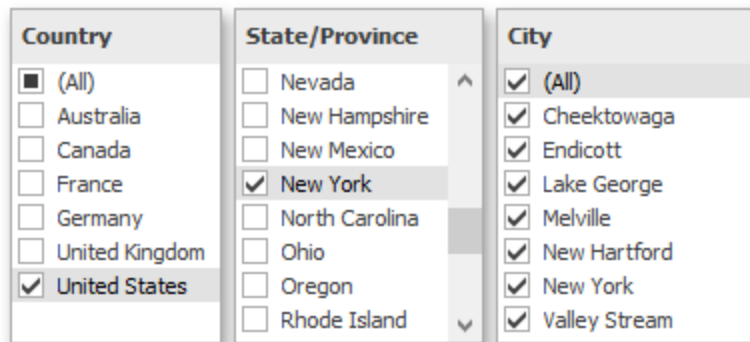 Country
(All)
Australia
Canada
France
Germany
United Kingdom
United States
State/Province
Nevada
New Hampshire
New Mexico
New York
North Carolina
Ohio
Oregon
Rhode Island
City
(All)
Cheektowaga
Endicott
Lake George
Melville
New Hartford
New York
Valley Stream